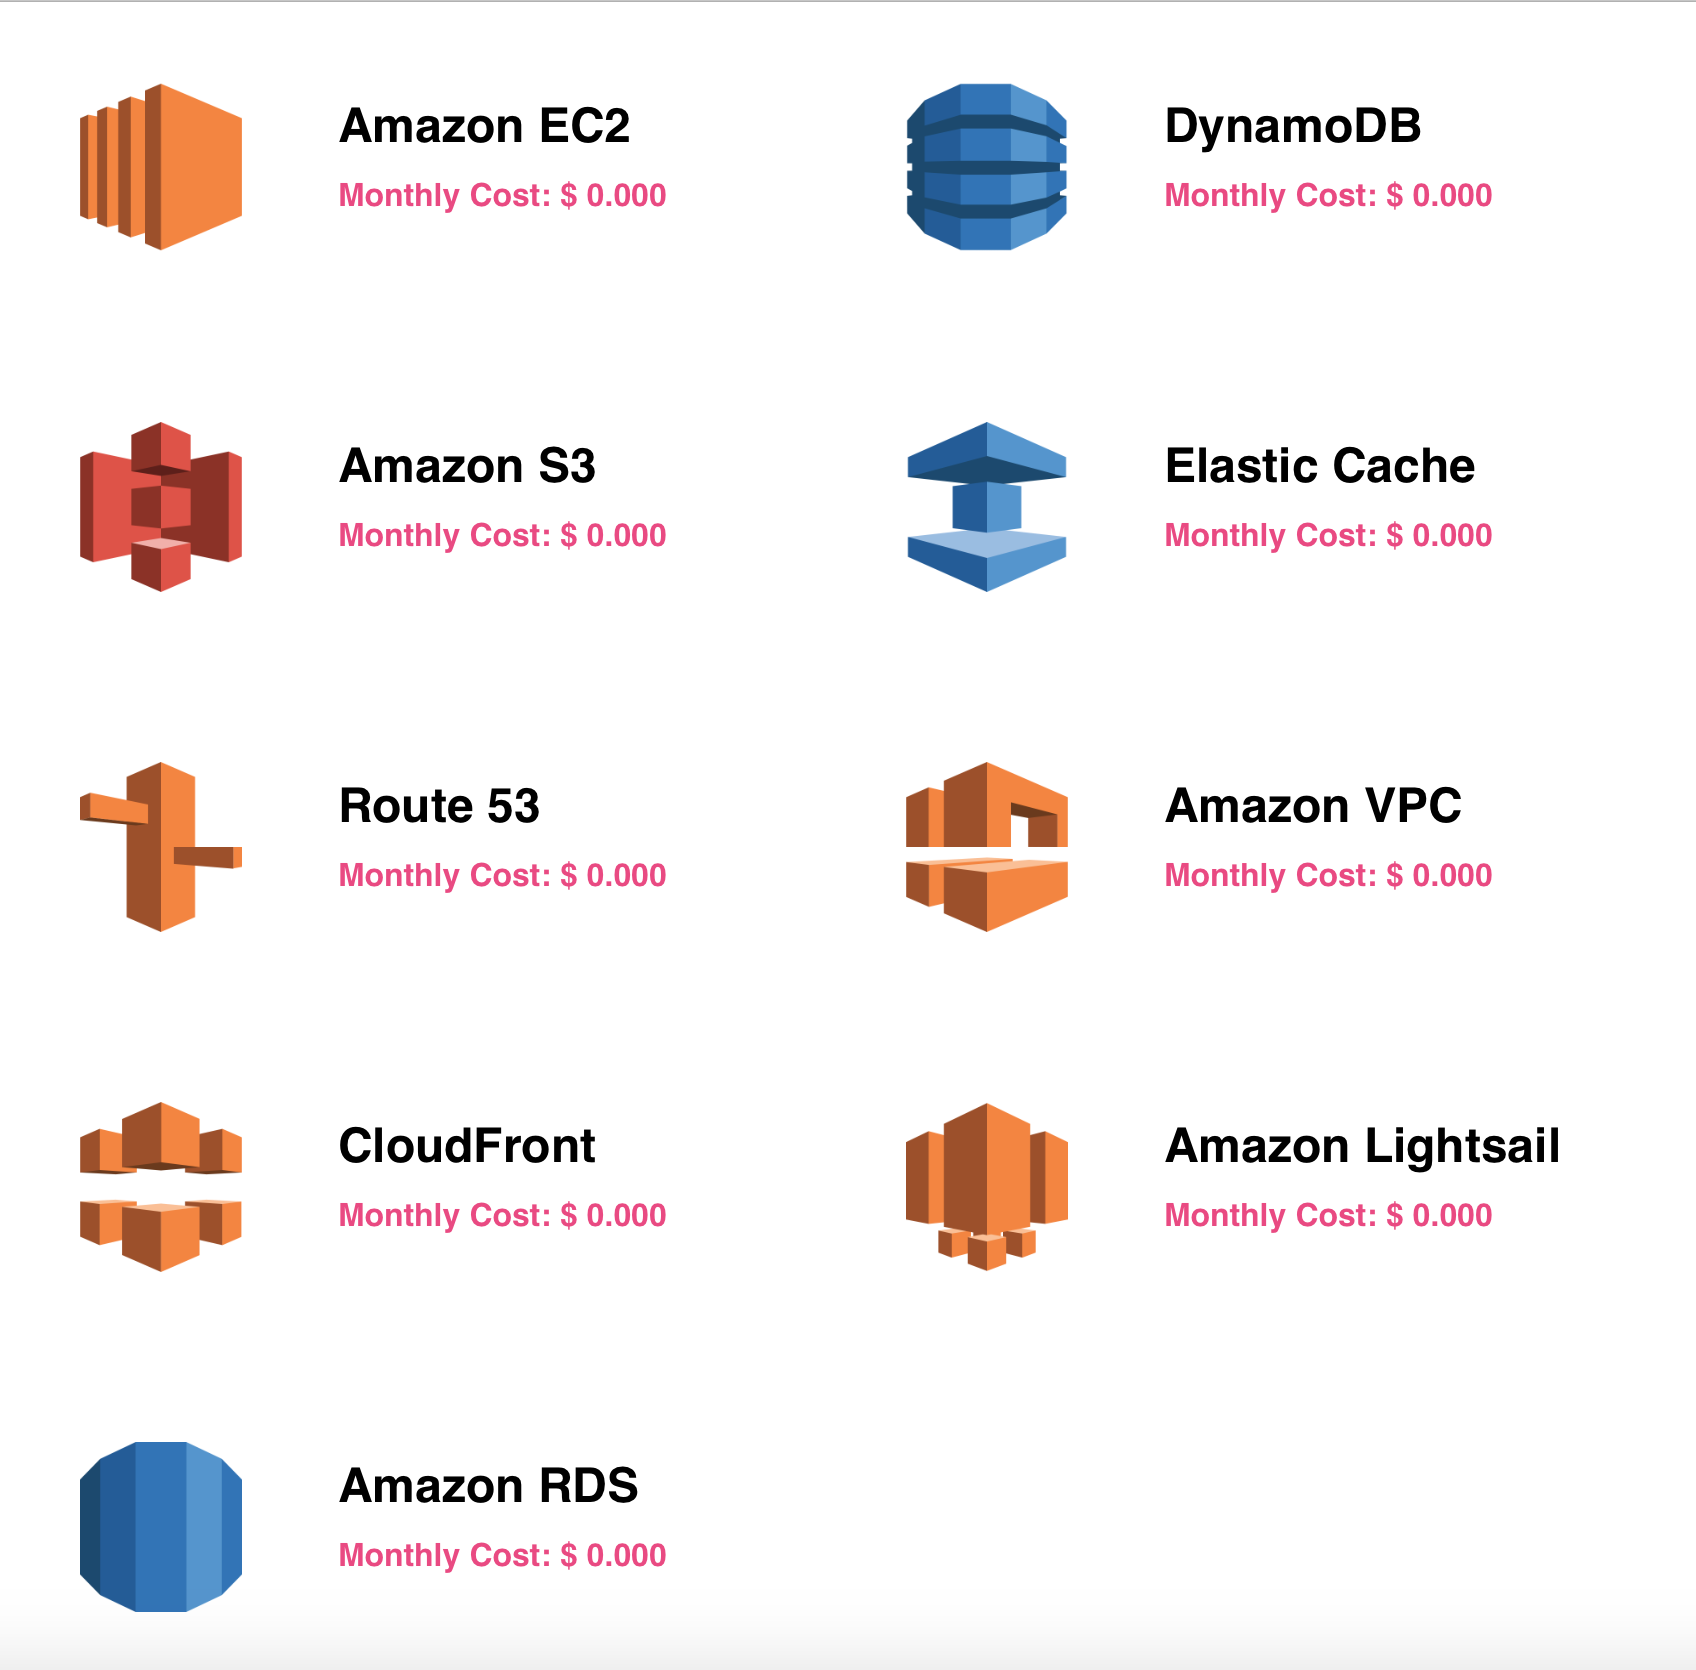 Amazon EC2
Monthly Cost: $ 0.000
DynamoDB
Monthly Cost: $ 0.000
Amazon S3
Monthly Cost: $ 0.000
Elastic Cache
Monthly Cost: $ 0.000
Route 53
Monthly Cost: $ 0.000
Amazon VPC
Monthly Cost: $ 0.000
CloudFront
Monthly Cost: $ 0.000
Amazon Lightsail
Monthly Cost: $ 0.000
Amazon RDS
Monthly Cost: $ 0.000